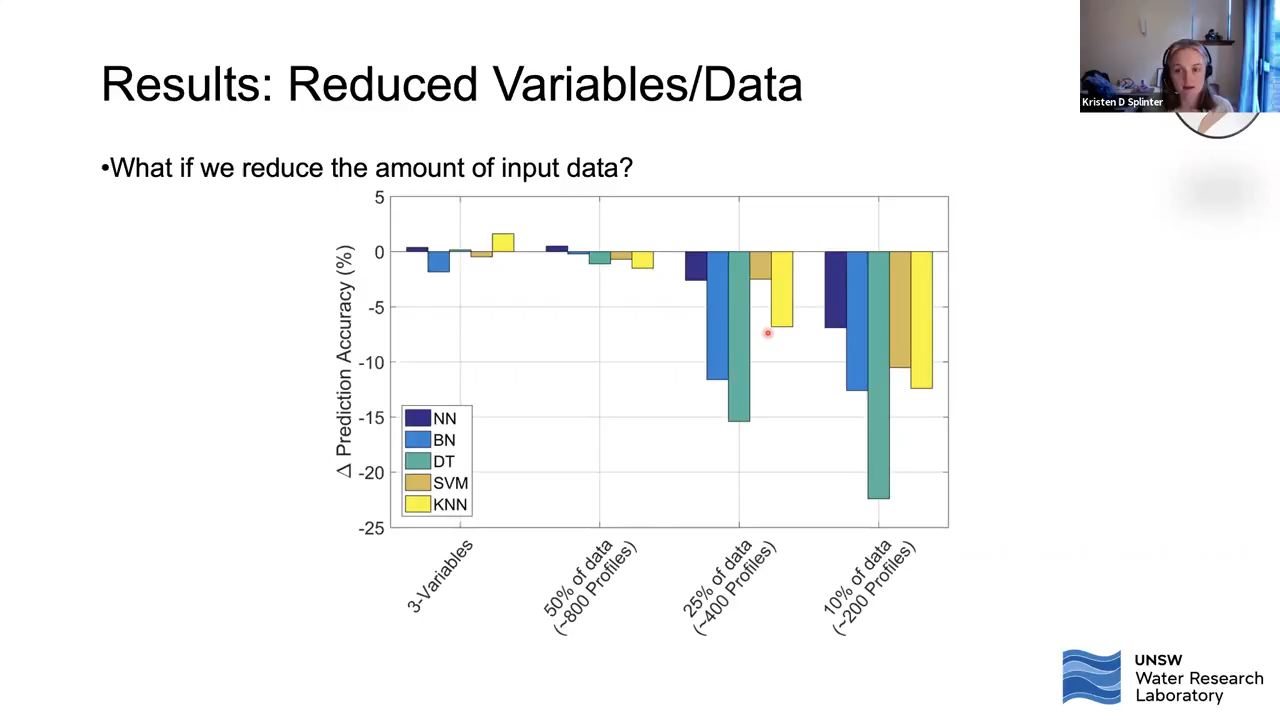 Results: Reduced Variables/Data
Kristen D Splinter
•What if we reduce the amount of input data?
Δ Prediction Accuracy (%)
5
0
-5
-10
-15
-20
-25
NN
BN
DT
SVM
KNN
3-Variables
50% of data
(~800 Profiles)
25% of data
(~400 Profiles)
10% of data
(~200 Profiles)
UNSW
Water Research
Laboratory